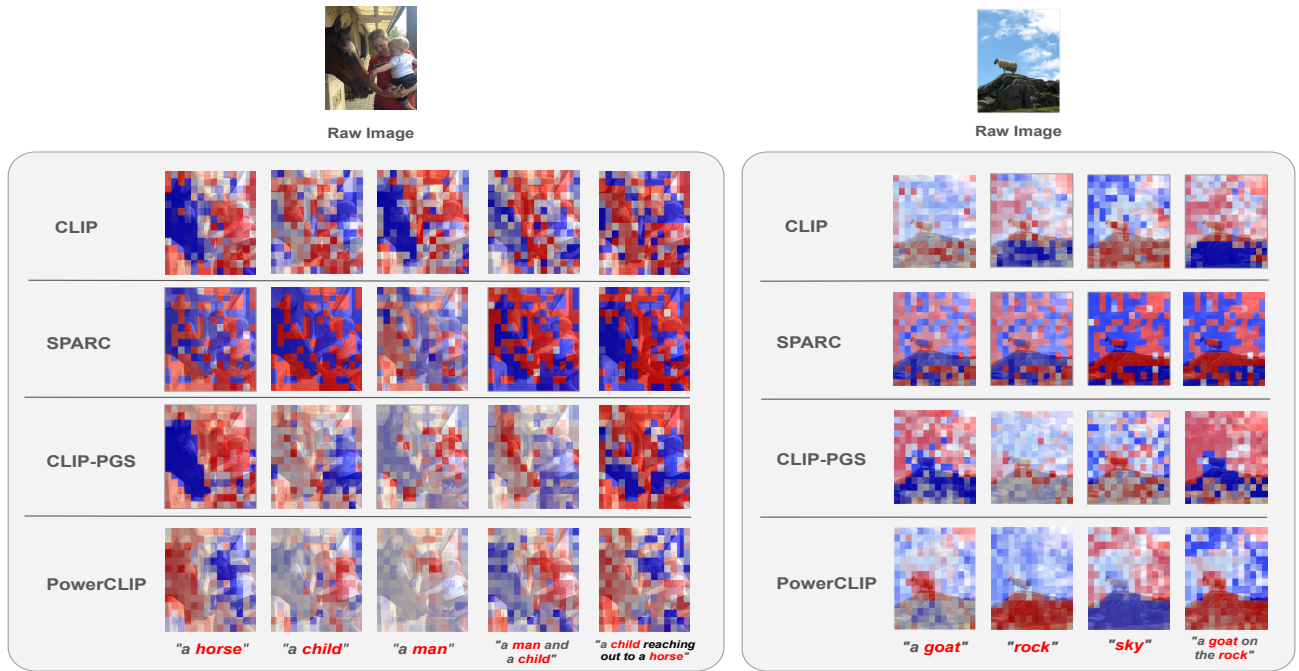 Raw Image
Raw Image
CLIP
SPARC
CLIP-PGS
PowerCLIP
"a horse"
"a child"
"a man"
"a man and
a child"
"a child reaching
out to a horse"
CLIP
SPARC
CLIP-PGS
PowerCLIP
"a goat"
"rock"
"sky"
"a goat on
the rock"